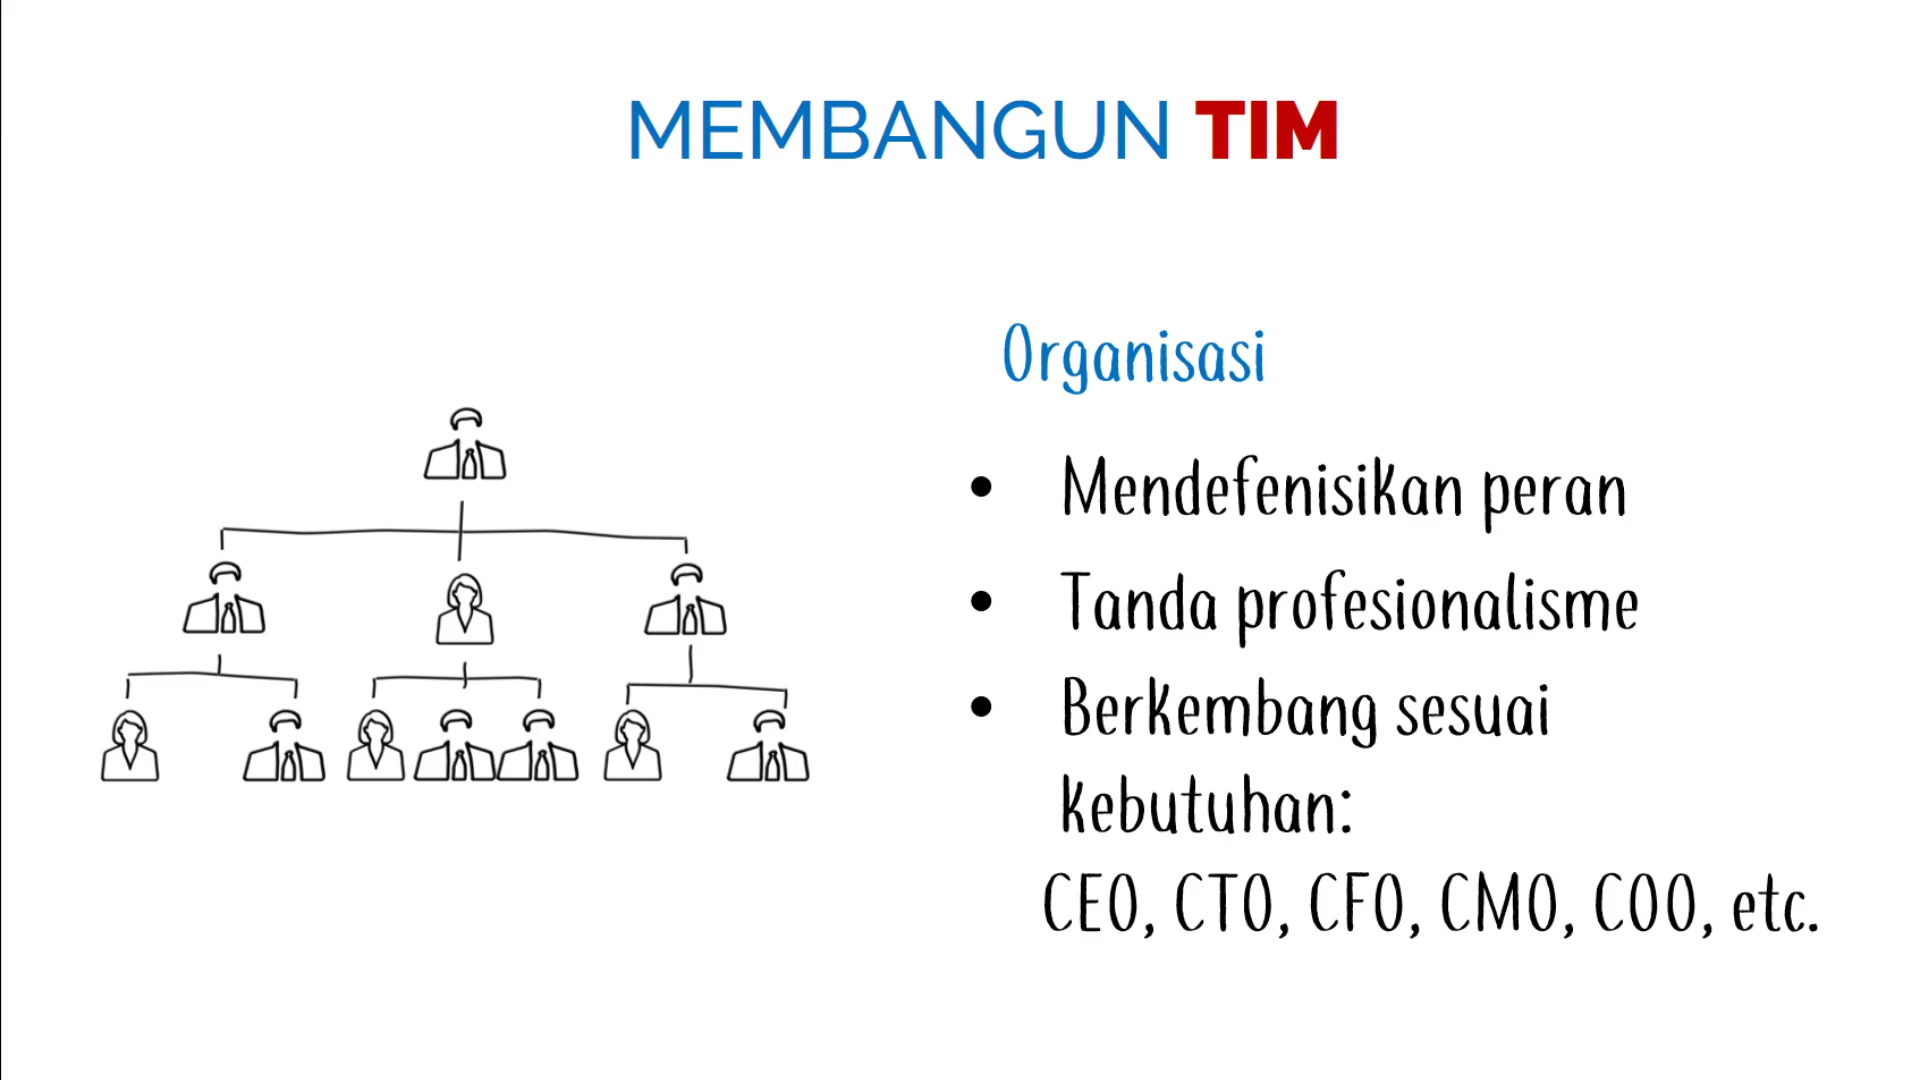 MEMBANGUN TIM
Organisasi
• Mendefenisikan peran
• Tanda profesionalisme
• Berkembang sesuai
kebutuhan:
CEO, CTO, CFO, CMO, COO, etc.